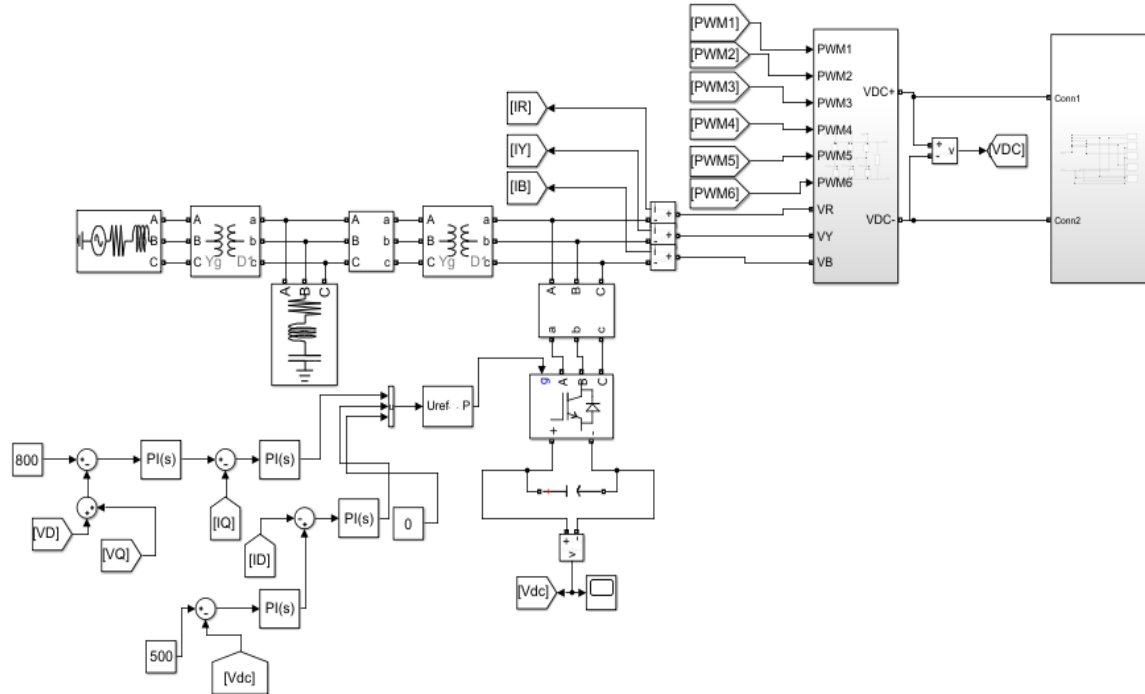 [PWM1]
[PWM2]
[PWM3]
[PWM4]
[PWM5]
[PWM6]
PWM1
PWM2
PWM3
PWM4
PWM5
PWM6
VR
VY
VB
VDC+
VDC-
+
-
v
[VDC]
Conn1
Conn2
[IR]
[IY]
[IB]
i
-
+
i
-
+
i
-
+
A
B
C
A
B
C
Yg
a
b
c
A
B
C
A
B
C
a
b
c
A
B
C
Yg
a
b
c
A
B
C
a
b
c
g
A
B
C
+
-
Uref
P
800
+
-
PI(s)
+
-
PI(s)
[VD]
+
+
[VQ]
[IQ]
[ID]
-
+
PI(s)
0
500
+
-
PI(s)
[Vdc]
+
+
-
v
[Vdc]